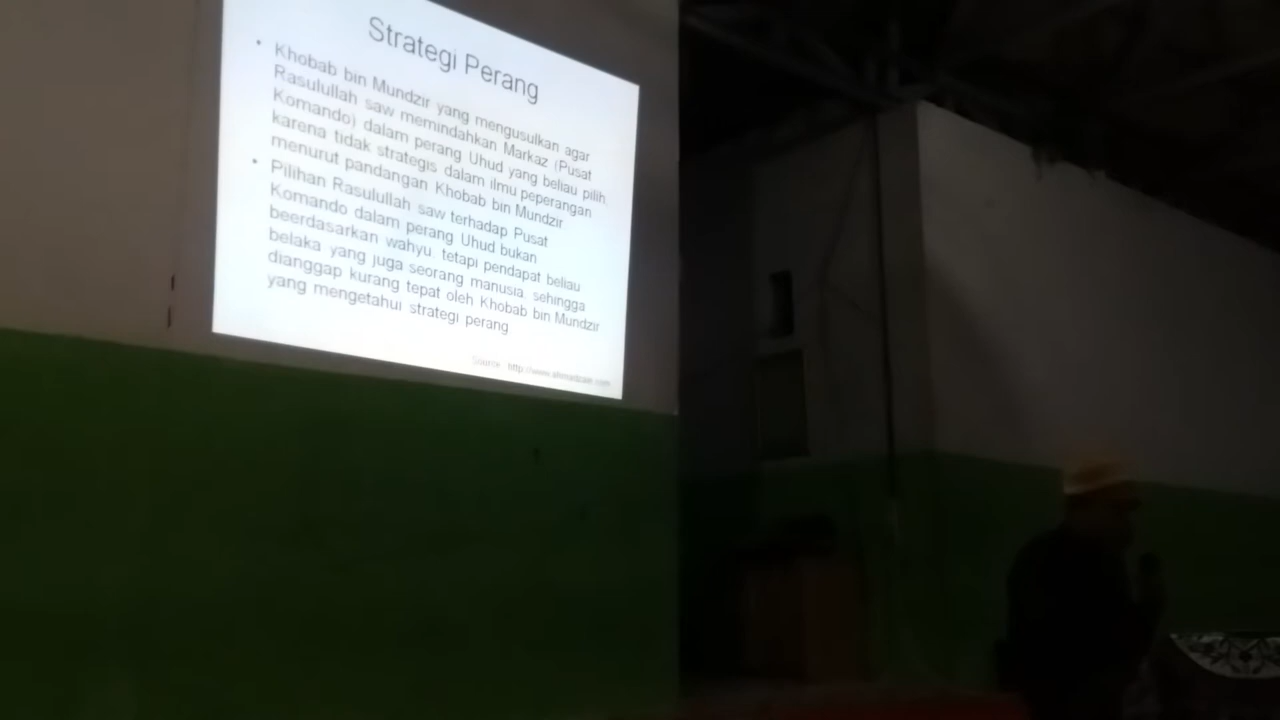 Strategi Perang
• Khobab bin Mundzir yang mengusulkan agar
Rasulullah saw memindahkan Markaz (Pusat
Komando) dalam perang Uhud yang beliau pilih,
karena tidak strategis dalam ilmu peperangan
menurut pandangan Khobab bin Mundzir
• Pilihan Rasulullah saw terhadap Pusat
Komando dalam perang Uhud bukan
beerdasarkan wahyu, tetapi pendapat beliau
belaka yang juga seorang manusia, sehingga
dianggap kurang tepat oleh Khobab bin Mundzir
yang mengetahui strategi perang
Source : http://www.